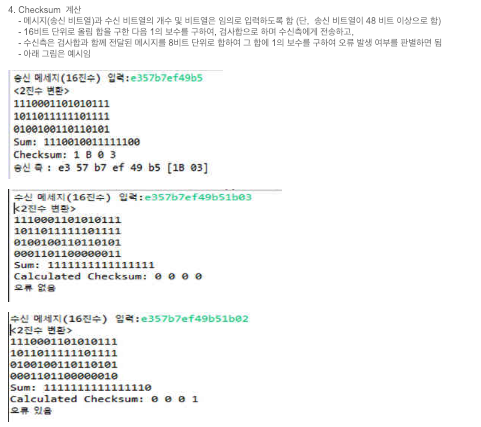 4. Checksum 계산
- 메시지(송신 비트열)과 수신 비트열의 개수 및 비트열은 임의로 입력하도록 함 (단, 송신 비트열이 48 비트 이상으로 함)
- 16비트 단위로 올림 합을 구한 다음 1의 보수를 구하여, 검사합으로 하며 수신측에게 전송하고,
- 수신측은 검사합과 함께 전달된 메시지를 8비트 단위로 합하여 그 합에 1의 보수를 구하여 오류 발생 여부를 판별하면 됨
- 아래 그림은 예시임
송신 메세지(16진수) 입력:e357b7ef49b5
<2진수 변환>
1110001101010111
1011011111101111
0100100110110101
Sum: 1110010011111100
Checksum: 1 B 0 3
송신 측 : e3 57 b7 ef 49 b5 [1B 03]
수신 메세지(16진수) 입력:e357b7ef49b51b03
<2진수 변환>
1110001101010111
1011011111101111
0100100110110101
0001101100000011
Sum: 1111111111111111
Calculated Checksum: 0 0 0 0
오류 없음
수신 메세지(16진수) 입력:e357b7ef49b51b02
<2진수 변환>
1110001101010111
1011011111101111
0100100110110101
0001101100000010
Sum: 1111111111111110
Calculated Checksum: 0 0 0 1
오류 있음